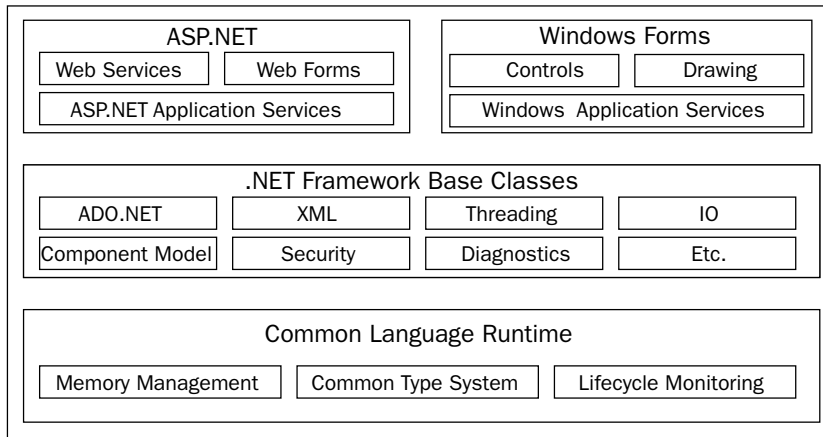 ASP.NET
Web Services
Web Forms
ASP.NET Application Services
Windows Forms
Controls
Drawing
Windows Application Services
.NET Framework Base Classes
ADO.NET
XML
Threading
IO
Component Model
Security
Diagnostics
Etc.
Common Language Runtime
Memory Management
Common Type System
Lifecycle Monitoring